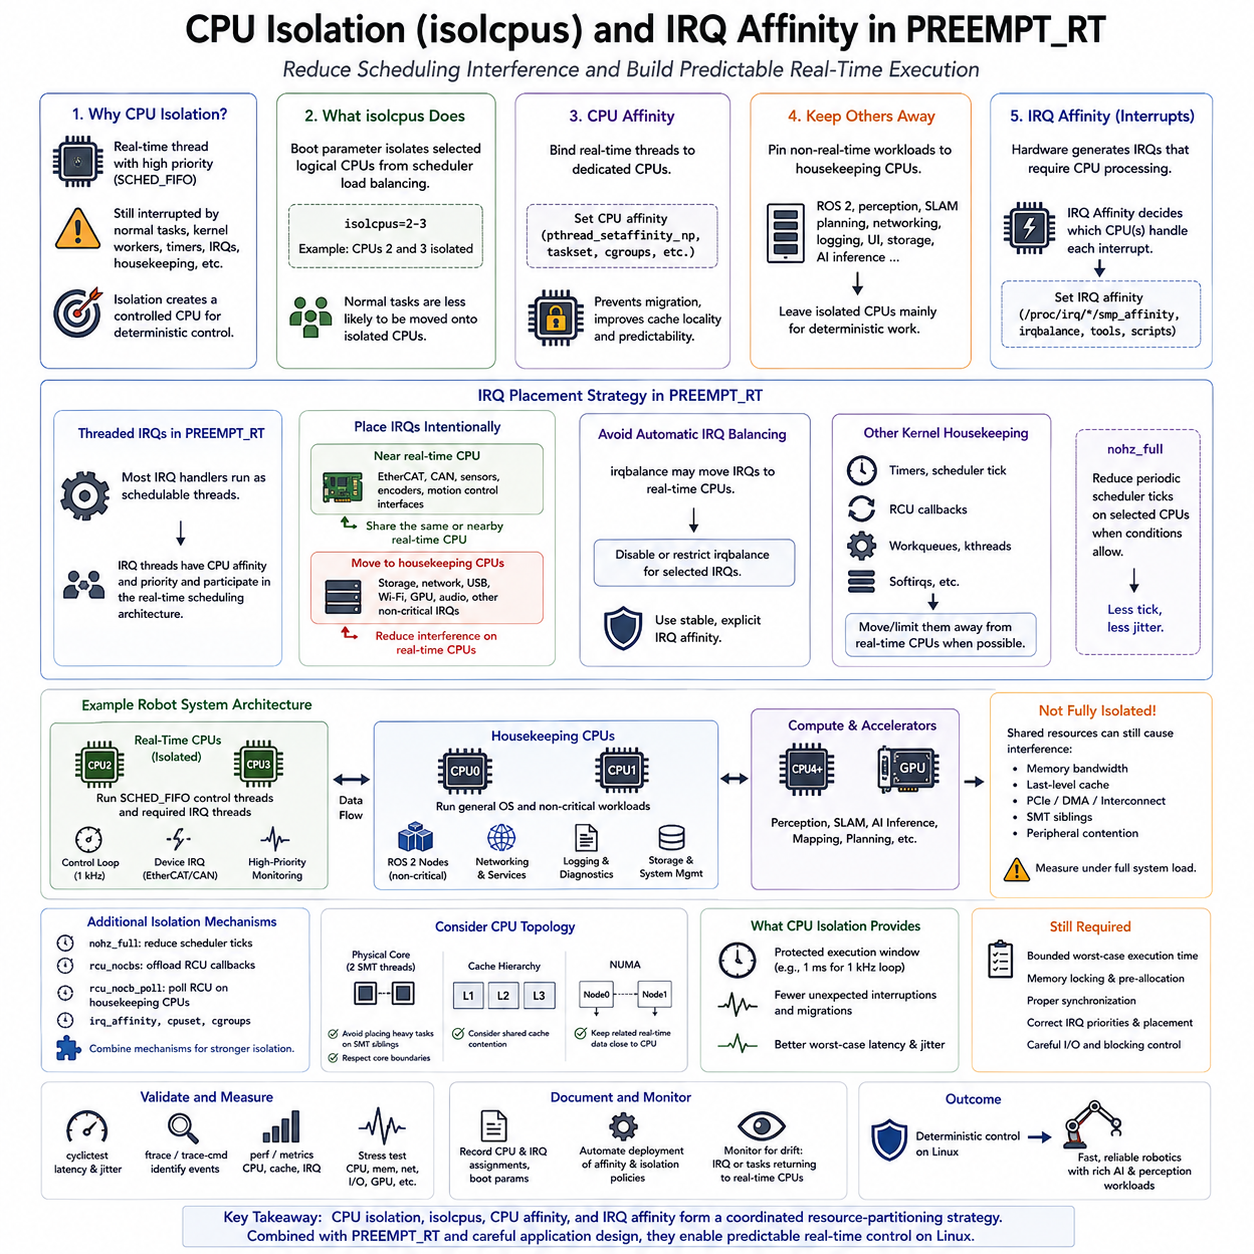 CPU Isolation (isolcpus) and IRQ Affinity in PREEMPT_RT
Reduce Scheduling Interference and Build Predictable Real-Time Execution
1. Why CPU Isolation?
Real-time thread
with high priority
(SCHED_FIFO)
Still interrupted by
normal tasks, kernel
workers, timers, IRQs,
housekeeping, etc.
Isolation creates a
controlled CPU for
deterministic control.
2. What isolcpus Does
Boot parameter isolates selected
logical CPUs from scheduler
load balancing.
isolcpus=2-3
Example: CPUs 2 and 3 isolated
Normal tasks are less
likely to be moved onto
isolated CPUs.
3. CPU Affinity
Bind real-time threads to
dedicated CPUs.
Set CPU affinity
(pthread_setaffinity_np,
taskset, cgroups, etc.)
Prevents migration,
improves cache locality
and predictability.
4. Keep Others Away
Pin non-real-time workloads to
housekeeping CPUs.
ROS 2, perception, SLAM
planning, networking,
logging, UI, storage,
AI inference ...
Leave isolated CPUs mainly
for deterministic work.
5. IRQ Affinity (Interrupts)
Hardware generates IRQs that
require CPU processing.
IRQ Affinity decides
which CPU(s) handle
each interrupt.
Set IRQ affinity
(/proc/irq/*/smp_affinity,
irqbalance, tools, scripts)
IRQ Placement Strategy in PREEMPT_RT
Threaded IRQs in PREEMPT_RT
Most IRQ handlers run as
schedulable threads.
IRQ threads have CPU affinity
and priority and participate in
the real-time scheduling
architecture.
Place IRQs Intentionally
Near real-time CPU
EtherCAT, CAN, sensors,
encoders, motion control
interfaces
Share the same or nearby
real-time CPU
Move to housekeeping CPUs
Storage, network, USB,
Wi-Fi, GPU, audio, other
non-critical IRQs
Reduce interference on
real-time CPUs
Avoid Automatic IRQ Balancing
irqbalance may move IRQs to
real-time CPUs.
Disable or restrict irqbalance
for selected IRQs.
Use stable, explicit
IRQ affinity.
Other Kernel Housekeeping
Timers, scheduler tick
RCU callbacks
Workqueues, kthreads
Softirqs, etc.
Move/limit them away from
real-time CPUs when possible.
nohz_full
Reduce periodic
scheduler ticks
on selected CPUs
when conditions
allow.
Less tick,
less jitter.
Example Robot System Architecture
Real-Time CPUs
(Isolated)
CPU2
CPU3
Run SCHED_FIFO control threads
and required IRQ threads
Control Loop
(1 kHz)
Device IRQ
(EtherCAT/CAN)
High-Priority
Monitoring
Data
Flow
Housekeeping CPUs
CPU0
CPU1
Run general OS and non-critical workloads
ROS 2 Nodes
(non-critical)
Networking
& Services
Logging &
Diagnostics
Storage &
System Mgmt
Compute & Accelerators
CPU4+
GPU
Perception, SLAM, AI Inference,
Mapping, Planning, etc.
Not Fully Isolated!
Shared resources can still cause
interference:
• Memory bandwidth
• Last-level cache
• PCIe / DMA / Interconnect
• SMT siblings
• Peripheral contention
Measure under full system load.
Additional Isolation Mechanisms
nohz_full: reduce scheduler ticks
rcu_nocbs: offload RCU callbacks
rcu_nocb_poll: poll RCU on
housekeeping CPUs
irq_affinity, cpuset, cgroups
Combine mechanisms for stronger isolation.
Consider CPU Topology
Physical Core
(2 SMT threads)
Avoid placing heavy tasks
on SMT siblings
Respect core boundaries
Cache Hierarchy
L1 L2 L3
Consider shared cache
contention
NUMA
Node0 Node1
Keep related real-time
data close to CPU
What CPU Isolation Provides
Protected execution window
(e.g., 1 ms for 1 kHz loop)
Fewer unexpected interruptions
and migrations
Better worst-case latency & jitter
Still Required
Bounded worst-case execution time
Memory locking & pre-allocation
Proper synchronization
Correct IRQ priorities & placement
Careful I/O and blocking control
Validate and Measure
cyclictest
latency & jitter
ftrace / trace-cmd
identify events
perf / metrics
CPU, cache, IRQ
Stress test
CPU, mem, net,
I/O, GPU, etc.
Document and Monitor
Record CPU & IRQ
assignments,
boot params
Automate deployment
of affinity & isolation
policies
Monitor for drift:
IRQ or tasks returning
to real-time CPUs
Outcome
Deterministic control
on Linux
Fast, reliable robotics
with rich AI & perception
workloads
Key Takeaway: CPU isolation, isolcpus, CPU affinity, and IRQ affinity form a coordinated resource-partitioning strategy.
Combined with PREEMPT_RT and careful application design, they enable predictable real-time control on Linux.